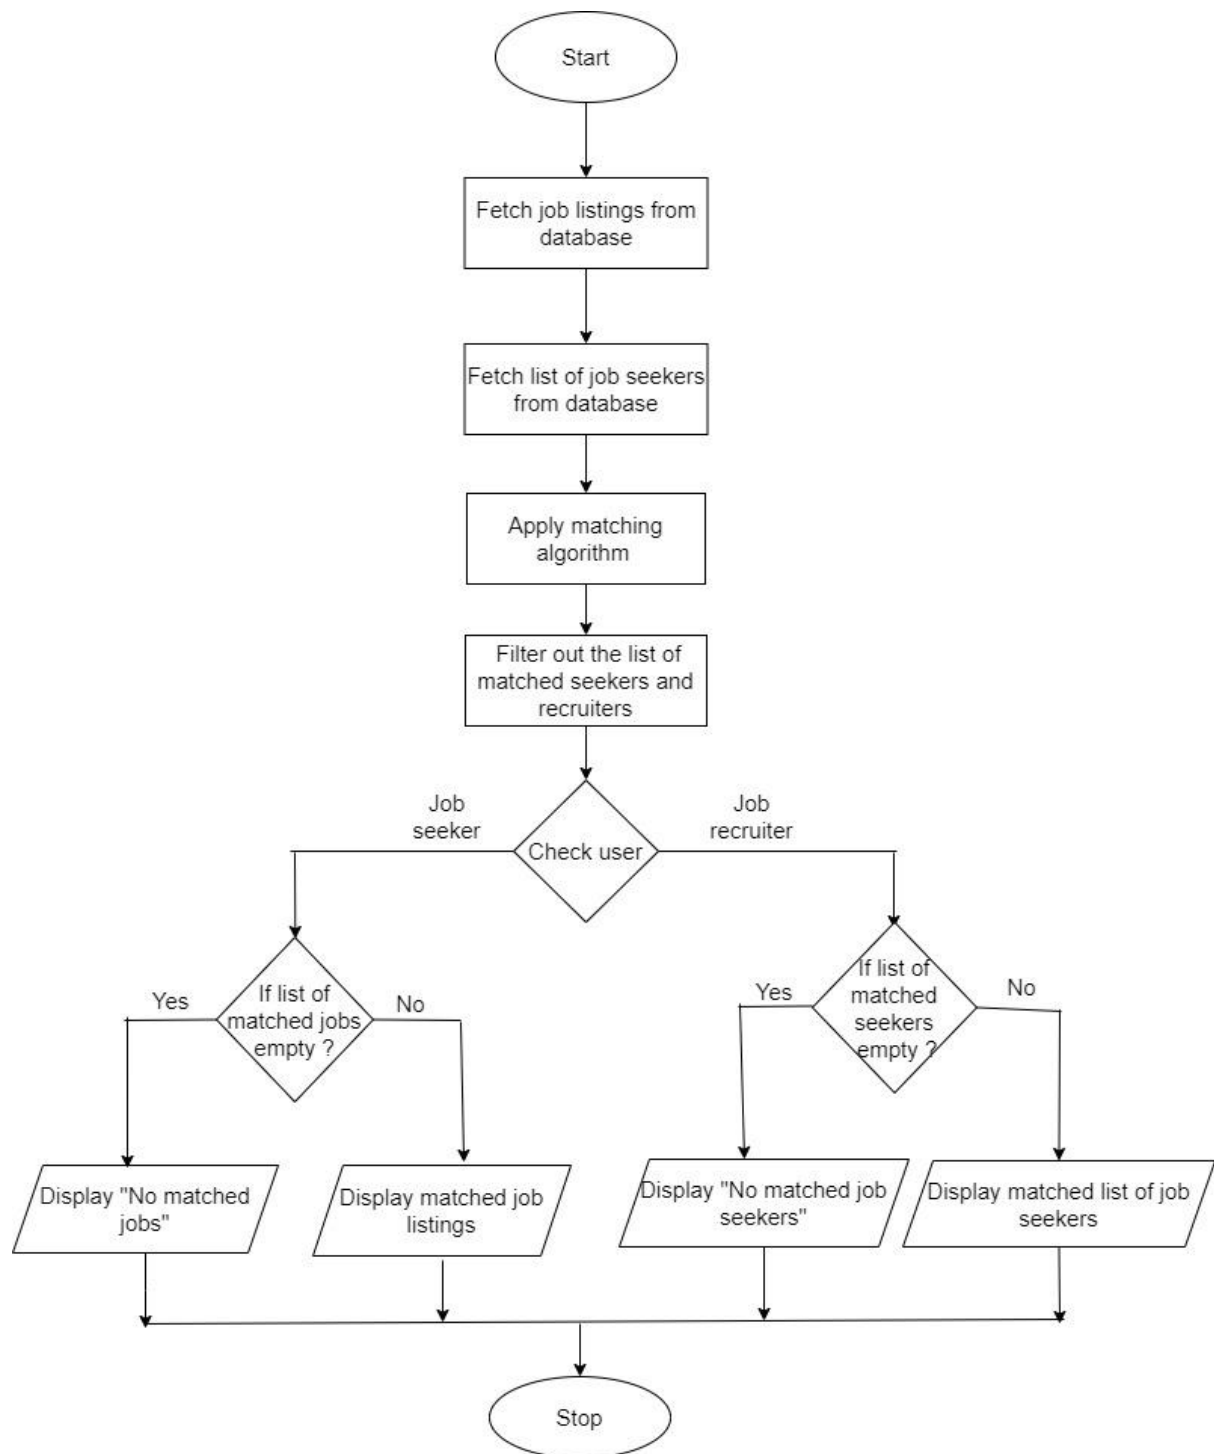 Start
Fetch job listings from
database
Fetch list of job seekers
from database
Apply matching
algorithm
Filter out the list of
matched seekers and
recruiters
Job
seeker
Check user
Job
recruiter
Yes
If list of
matched jobs
empty ?
No
Yes
If list of
matched
seekers
empty ?
No
Display "No matched
jobs"
Display matched job
listings
Display "No matched job
seekers"
Display matched list of job
seekers
Stop